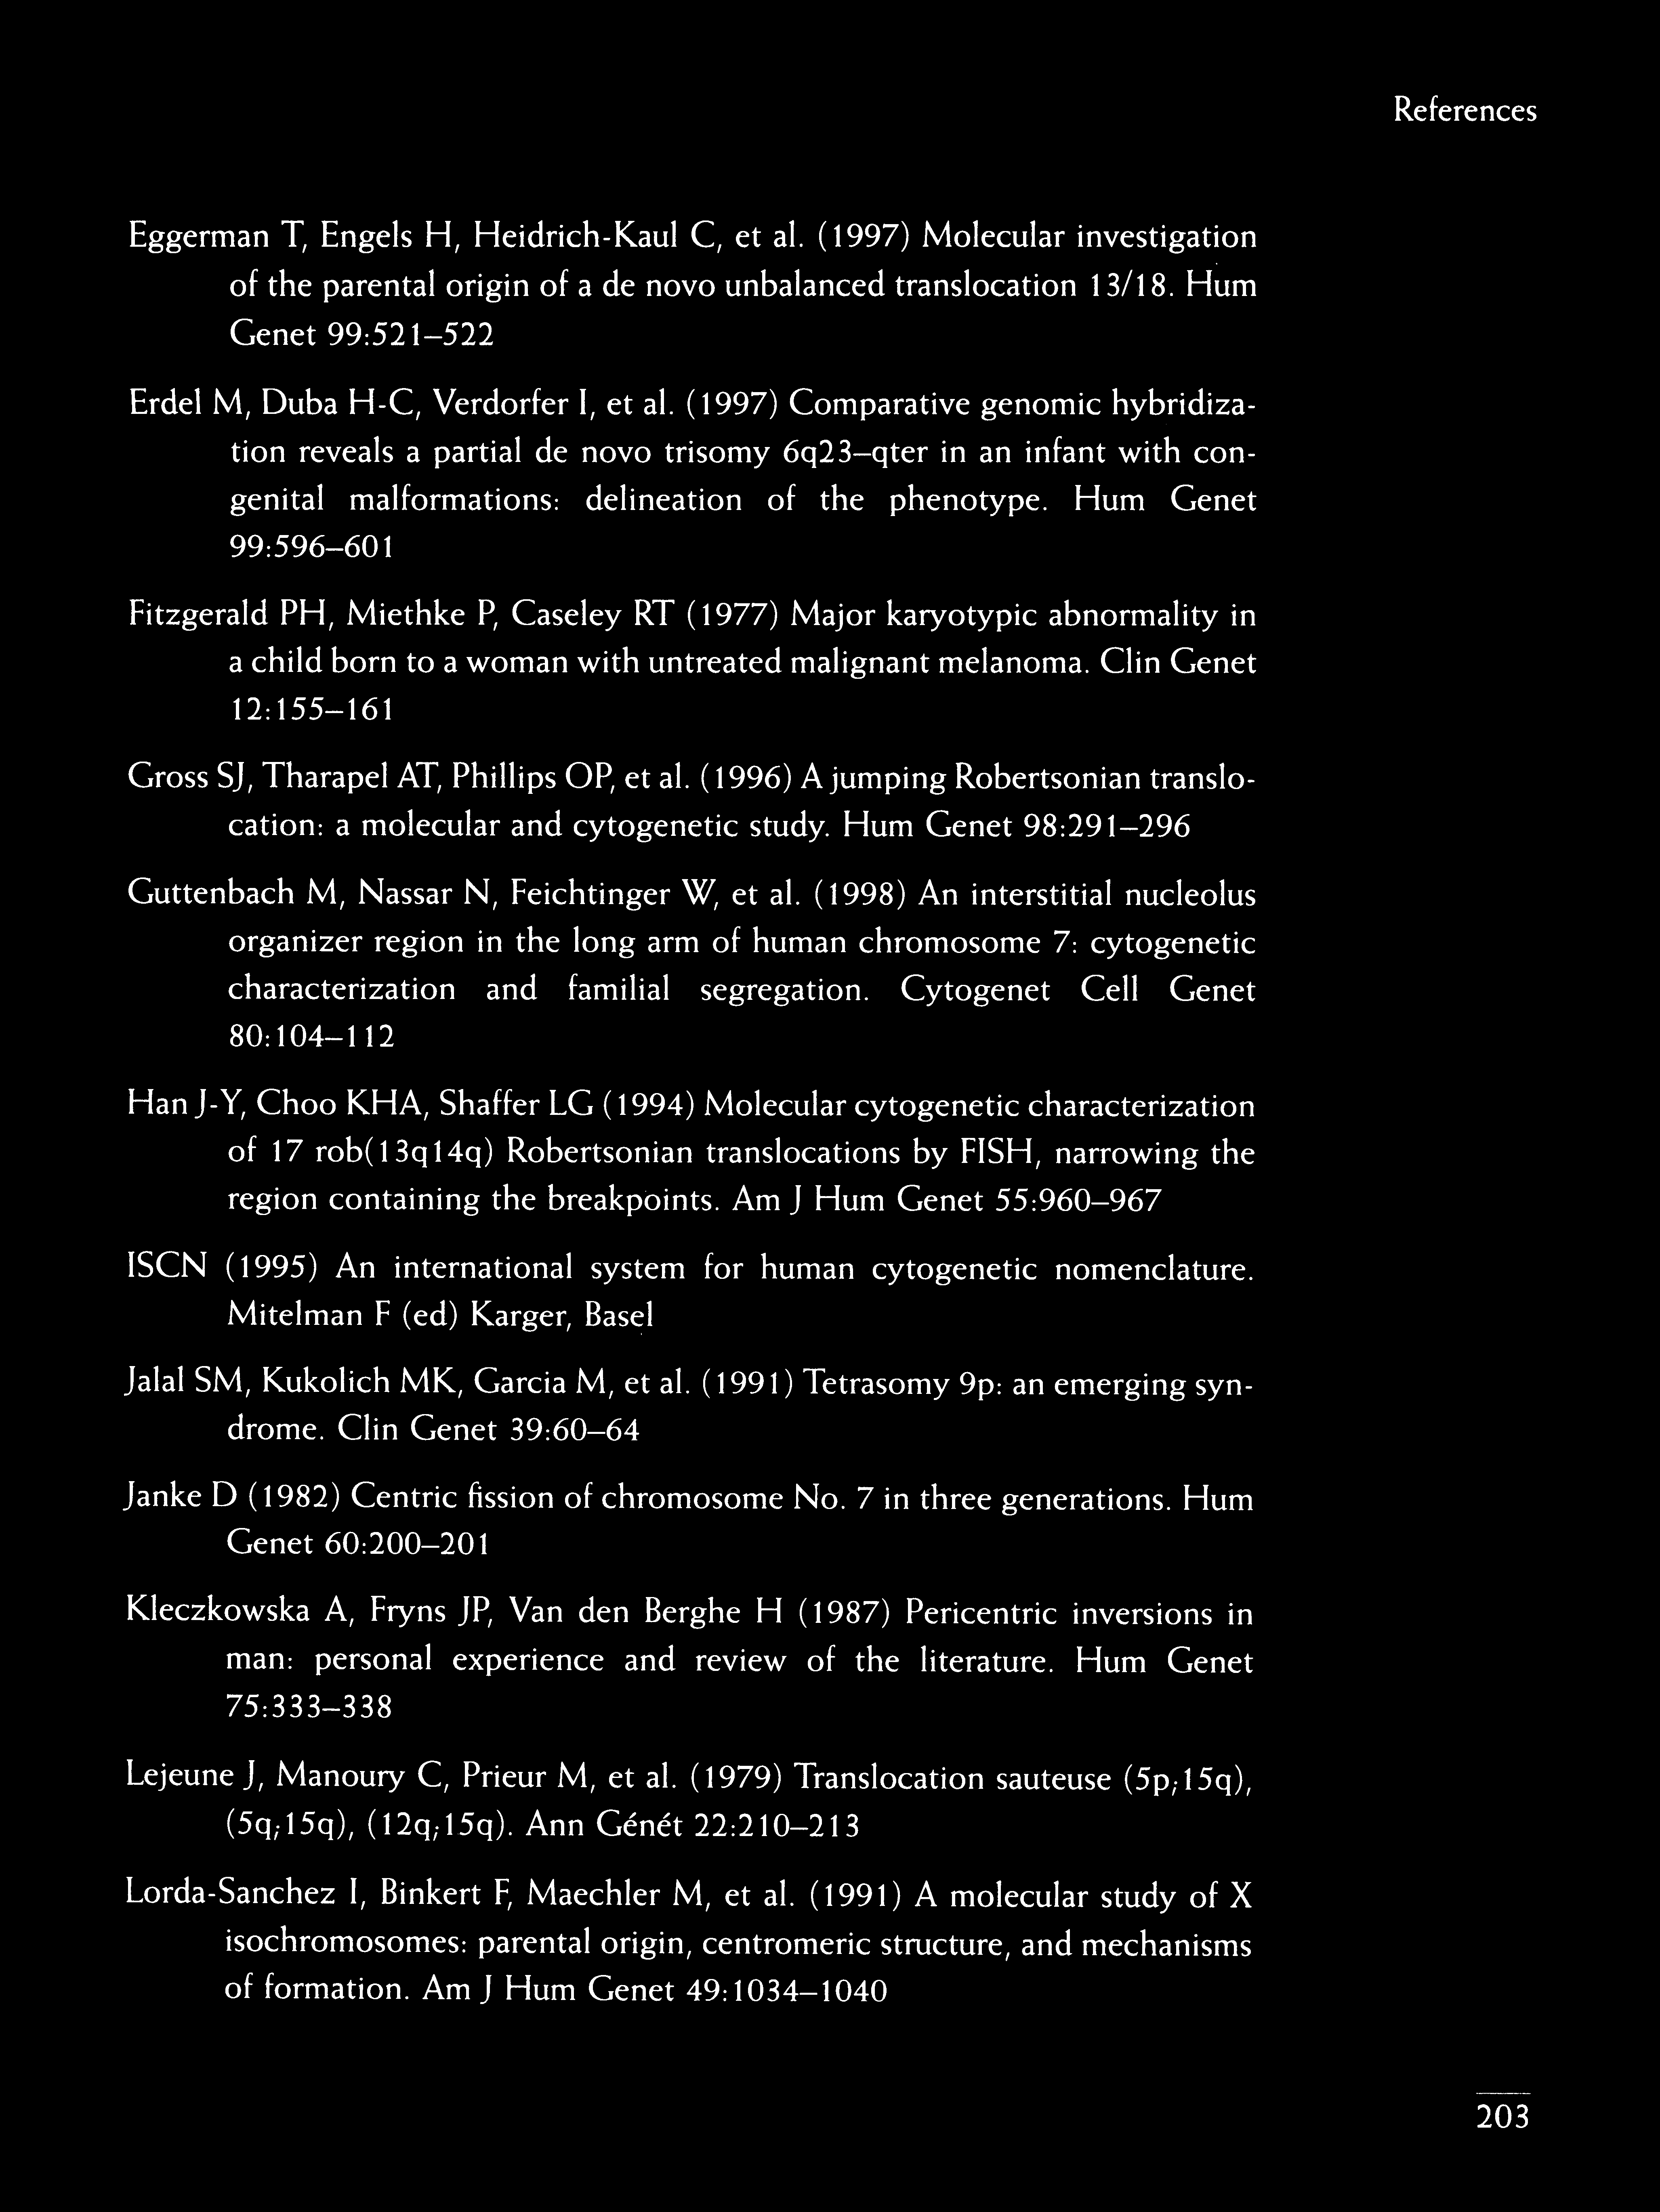 References
Eggerman T, Engels H, Heidrich-Kaul C, et al. (1997) Molecular investigation
of the parental origin of a de novo unbalanced translocation 13/18. Hum
Genet 99:521–522
Erdel M, Duba H-C, Verdorfer I, et al. (1997) Comparative genomic hybridiza-
tion reveals a partial de novo trisomy 6q23–qter in an infant with con-
genital malformations: delineation of the phenotype. Hum Genet
99:596–601
Fitzgerald PH, Miethke P, Caseley RT (1977) Major karyotypic abnormality in
a child born to a woman with untreated malignant melanoma. Clin Genet
12:155–161
Gross SJ, Tharapel AT, Phillips OP, et al. (1996) A jumping Robertsonian translo-
cation: a molecular and cytogenetic study. Hum Genet 98:291–296
Guttenbach M, Nassar N, Feichtinger W, et al. (1998) An interstitial nucleolus
organizer region in the long arm of human chromosome 7: cytogenetic
characterization and familial segregation. Cytogenet Cell Genet
80:104–112
Han J-Y, Choo KHA, Shaffer LG (1994) Molecular cytogenetic characterization
of 17 rob(13q14q) Robertsonian translocations by FISH, narrowing the
region containing the breakpoints. Am J Hum Genet 55:960–967
ISCN (1995) An international system for human cytogenetic nomenclature.
Mitelman F (ed) Karger, Basel
Jalal SM, Kukolich MK, Garcia M, et al. (1991) Tetrasomy 9p: an emerging syn-
drome. Clin Genet 39:60–64
Janke D (1982) Centric fission of chromosome No. 7 in three generations. Hum
Genet 60:200–201
Kleczkowska A, Fryns JP, Van den Berghe H (1987) Pericentric inversions in
man: personal experience and review of the literature. Hum Genet
75:333–338
Lejeune J, Manoury C, Prieur M, et al. (1979) Translocation sauteuse (5p;15q),
(5q;15q), (12q;15q). Ann Génét 22:210–213
Lorda-Sanchez I, Binkert F, Maechler M, et al. (1991) A molecular study of X
isochromosomes: parental origin, centromeric structure, and mechanisms
of formation. Am J Hum Genet 49:1034–1040
203